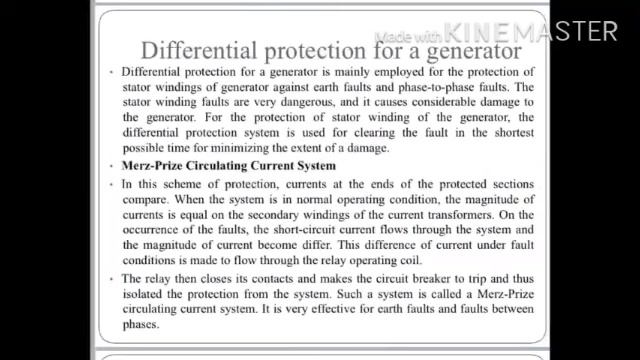 Made with KINEMASTER
Differential protection for a generator
• Differential protection for a generator is mainly employed for the protection of
stator windings of generator against earth faults and phase-to-phase faults. The
stator winding faults are very dangerous, and it causes considerable damage to
the generator. For the protection of stator winding of the generator, the
differential protection system is used for clearing the fault in the shortest
possible time for minimizing the extent of a damage.
• Merz-Prize Circulating Current System
• In this scheme of protection, currents at the ends of the protected sections
compare. When the system is in normal operating condition, the magnitude of
currents is equal on the secondary windings of the current transformers. On the
occurrence of the faults, the short-circuit current flows through the system and
the magnitude of current become differ. This difference of current under fault
conditions is made to flow through the relay operating coil.
• The relay then closes its contacts and makes the circuit breaker to trip and thus
isolated the protection from the system. Such a system is called a Merz-Prize
circulating current system. It is very effective for earth faults and faults between
phases.